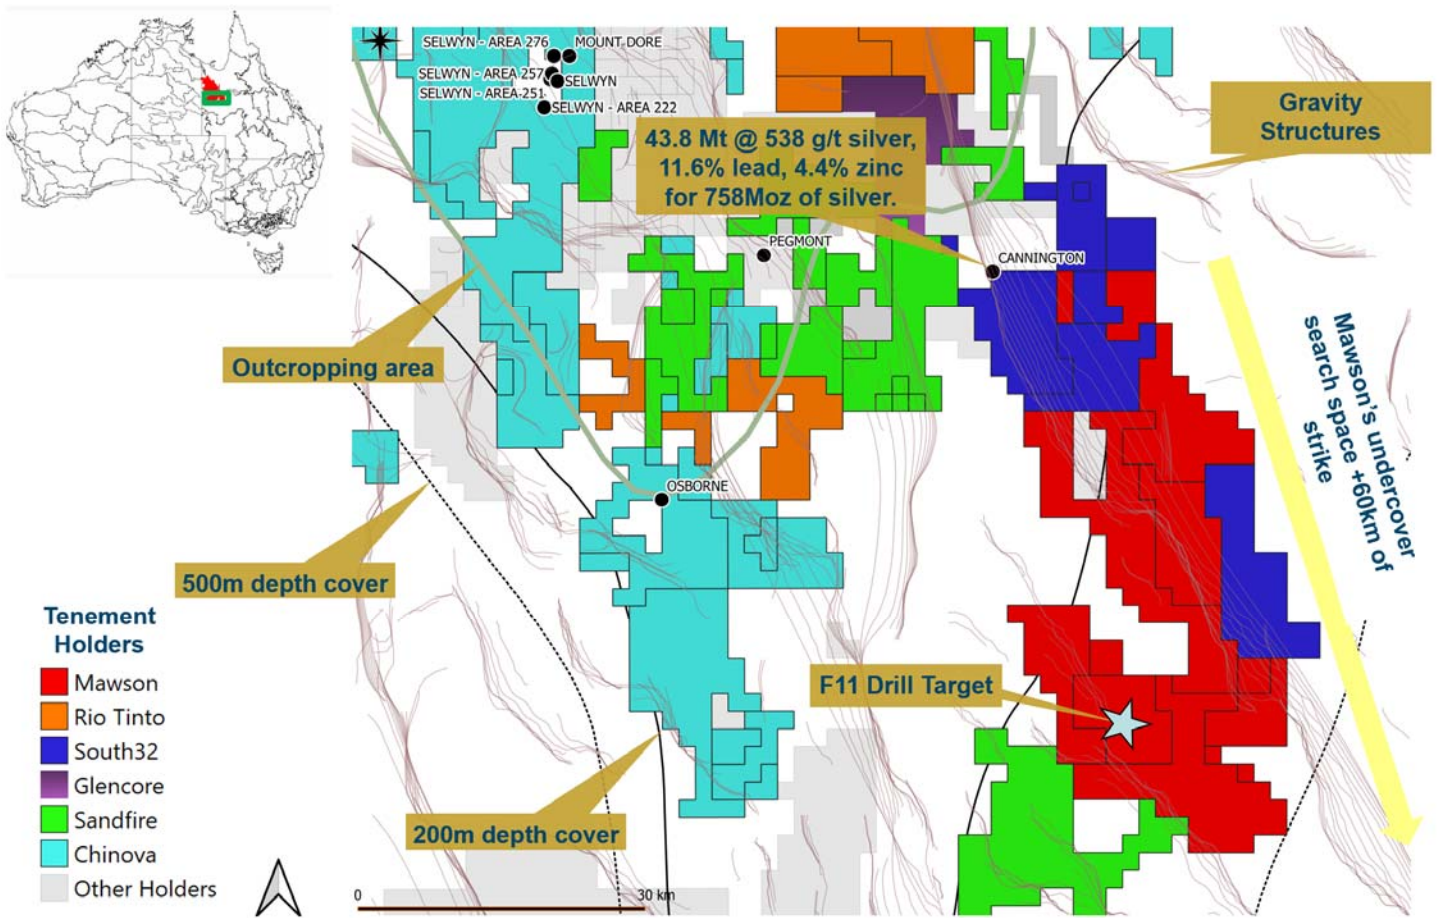 SELWYN - AREA 276
MOUNT DORE
SELWYN - AREA 257
SELWYN
SELWYN - AREA 251
SELWYN - AREA 222
Gravity
Structures
43.8 Mt @ 538 g/t silver,
11.6% lead, 4.4% zinc
for 758Moz of silver.
PEGMONT
CANNINGTON
Outcropping area
Mawson's undercover
search space +60km of
strike
OSBORNE
500m depth cover
Tenement
Holders
Mawson
Rio Tinto
South32
Glencore
Sandfire
Chinova
Other Holders
F11 Drill Target
200m depth cover
0
30 km